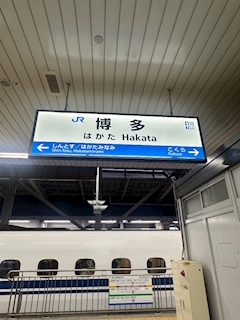 JR 博多
はかた Hakata
しんとす/はかたみなみ
Shin-Tosu, Hakataminami
こくら
Kokura